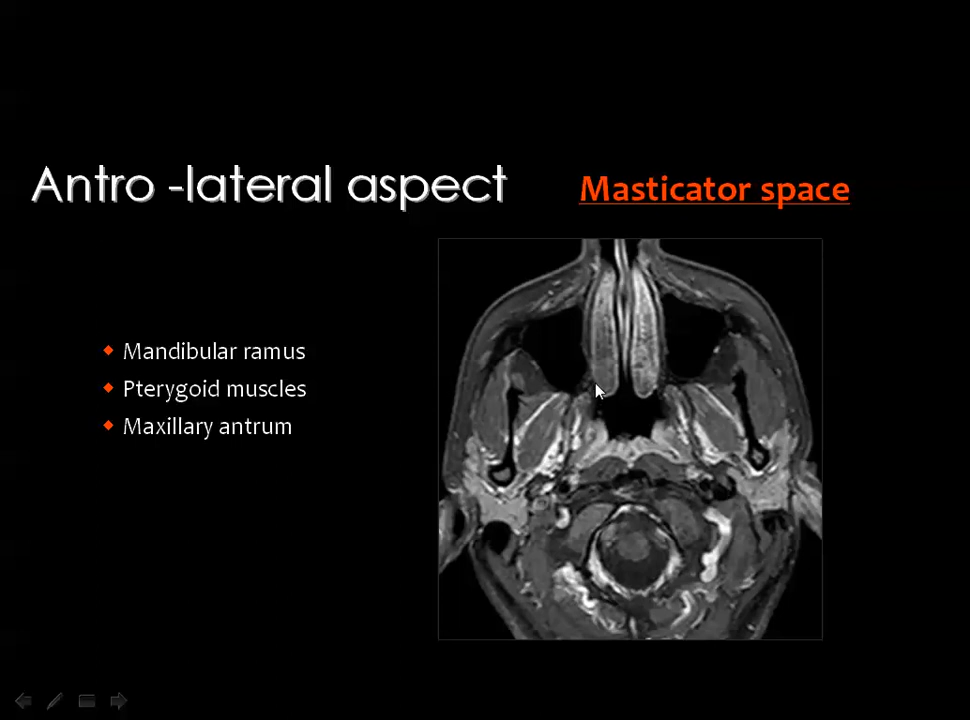 Antro -lateral aspect
Masticator space
Mandibular ramus
Pterygoid muscles
Maxillary antrum